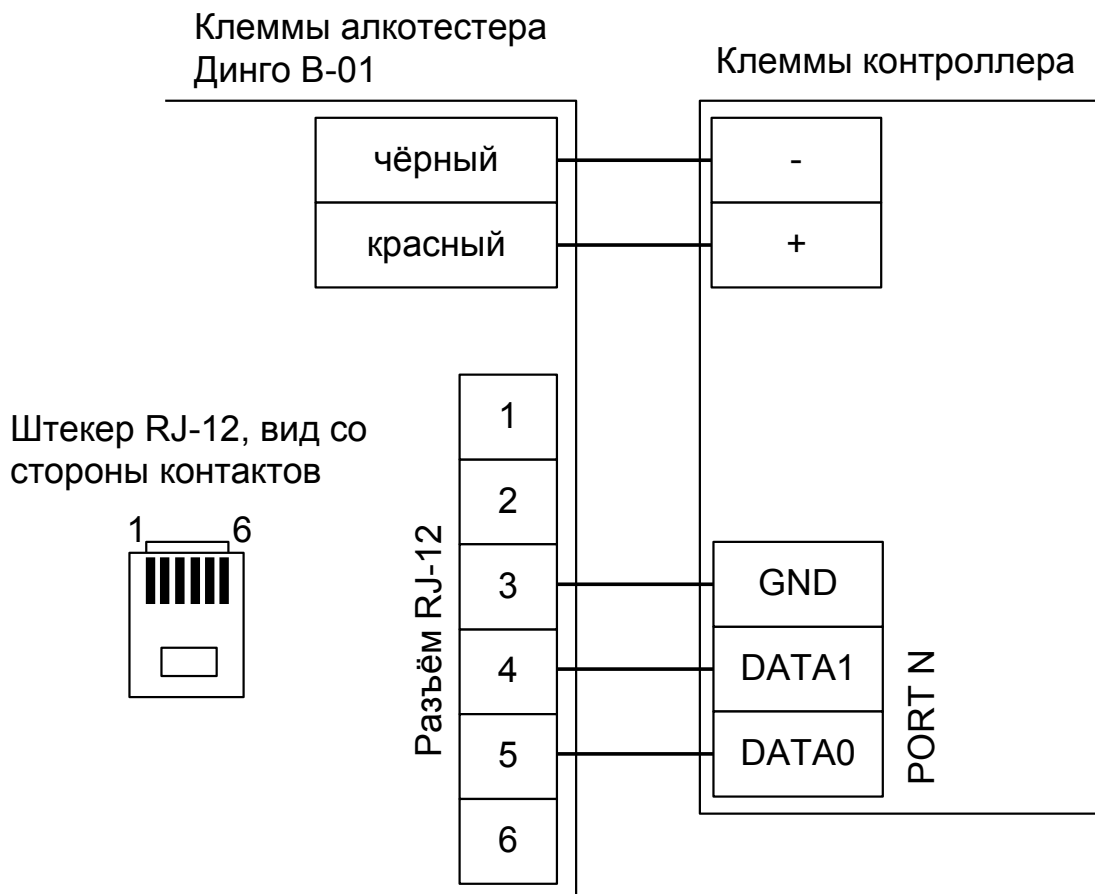 Клеммы алкотестера
Динго B-01
Клеммы контроллера
чёрный
-
красный
+
Штекер RJ-12, вид со
стороны контактов
1 6
Разъём RJ-12
1
2
3
4
5
6
GND
DATA1
DATA0
PORT N